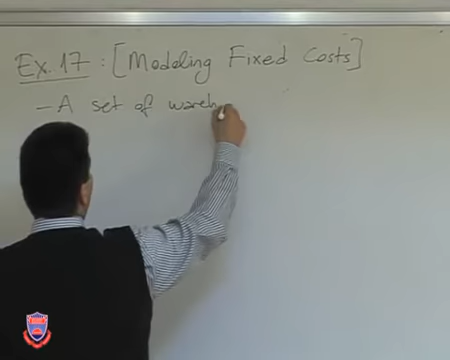 Ex. 17 : [Modeling Fixed Costs]
- A set of wareh